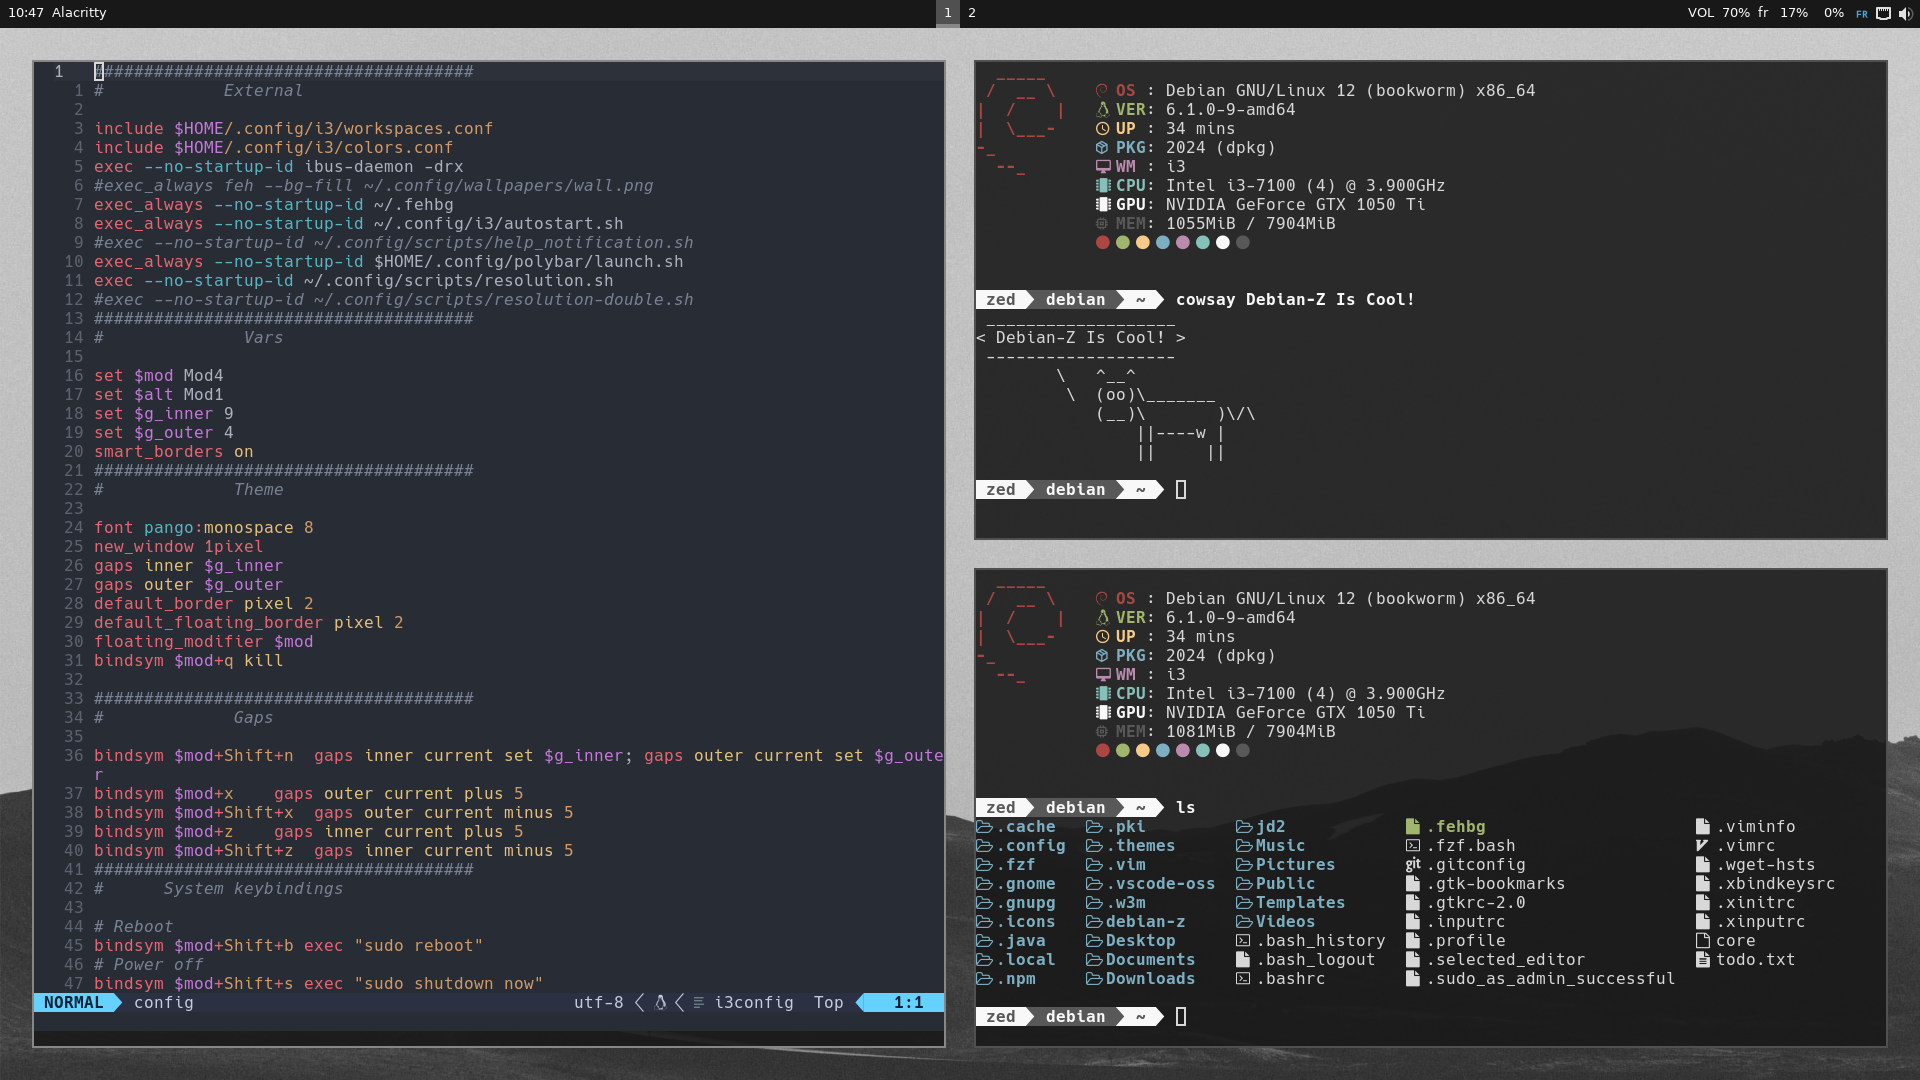 10:47 Alacritty
1 2
VOL 70% fr 17% 0% FR
1 ######################################
1 # External
2
3 include $HOME/.config/i3/workspaces.conf
4 include $HOME/.config/i3/colors.conf
5 exec --no-startup-id ibus-daemon -drx
6 #exec_always feh --bg-fill ~/.config/wallpapers/wall.png
7 exec_always --no-startup-id ~/.fehbg
8 exec_always --no-startup-id ~/.config/i3/autostart.sh
9 #exec --no-startup-id ~/.config/scripts/help_notification.sh
10 exec_always --no-startup-id $HOME/.config/polybar/launch.sh
11 exec --no-startup-id ~/.config/scripts/resolution.sh
12 #exec --no-startup-id ~/.config/scripts/resolution-double.sh
13 ######################################
14 # Vars
15
16 set $mod Mod4
17 set $alt Mod1
18 set $g_inner 9
19 set $g_outer 4
20 smart_borders on
21 ######################################
22 # Theme
23
24 font pango:monospace 8
25 new_window 1pixel
26 gaps inner $g_inner
27 gaps outer $g_outer
28 default_border pixel 2
29 default_floating_border pixel 2
30 floating_modifier $mod
31 bindsym $mod+q kill
32
33 ######################################
34 # Gaps
35
36 bindsym $mod+Shift+n  gaps inner current set $g_inner; gaps outer current set $g_oute
r
37 bindsym $mod+x    gaps outer current plus 5
38 bindsym $mod+Shift+x  gaps outer current minus 5
39 bindsym $mod+z    gaps inner current plus 5
40 bindsym $mod+Shift+z  gaps inner current minus 5
41 ######################################
42 # System keybindings
43
44 # Reboot
45 bindsym $mod+Shift+b exec "sudo reboot"
46 # Power off
47 bindsym $mod+Shift+s exec "sudo shutdown now"
NORMAL config utf-8 i3config Top 1:1
  _____
 /  __ \   OS : Debian GNU/Linux 12 (bookworm) x86_64
|  /    |  VER: 6.1.0-9-amd64
|  \___-   UP : 34 mins
-_         PKG: 2024 (dpkg)
  --_      WM : i3
CPU: Intel i3-7100 (4) @ 3.900GHz
GPU: NVIDIA GeForce GTX 1050 Ti
MEM: 1055MiB / 7904MiB
zed debian ~ cowsay Debian-Z Is Cool!
 ___________________
< Debian-Z Is Cool! >
 -------------------
        \   ^__^
         \  (oo)\_______
            (__)\       )\/\
                ||----w |
                ||     ||
zed debian ~
  _____
 /  __ \   OS : Debian GNU/Linux 12 (bookworm) x86_64
|  /    |  VER: 6.1.0-9-amd64
|  \___-   UP : 34 mins
-_         PKG: 2024 (dpkg)
  --_      WM : i3
CPU: Intel i3-7100 (4) @ 3.900GHz
GPU: NVIDIA GeForce GTX 1050 Ti
MEM: 1081MiB / 7904MiB
zed debian ~ ls
.cache .pki jd2 .fehbg .viminfo
.config .themes Music .fzf.bash .vimrc
.fzf .vim Pictures git .gitconfig .wget-hsts
.gnome .vscode-oss Public .gtk-bookmarks .xbindkeysrc
.gnupg .w3m Templates .gtkrc-2.0 .xinitrc
.icons debian-z Videos .inputrc .xinputrc
.java Desktop .bash_history .profile core
.local Documents .bash_logout .selected_editor todo.txt
.npm Downloads .bashrc .sudo_as_admin_successful
zed debian ~